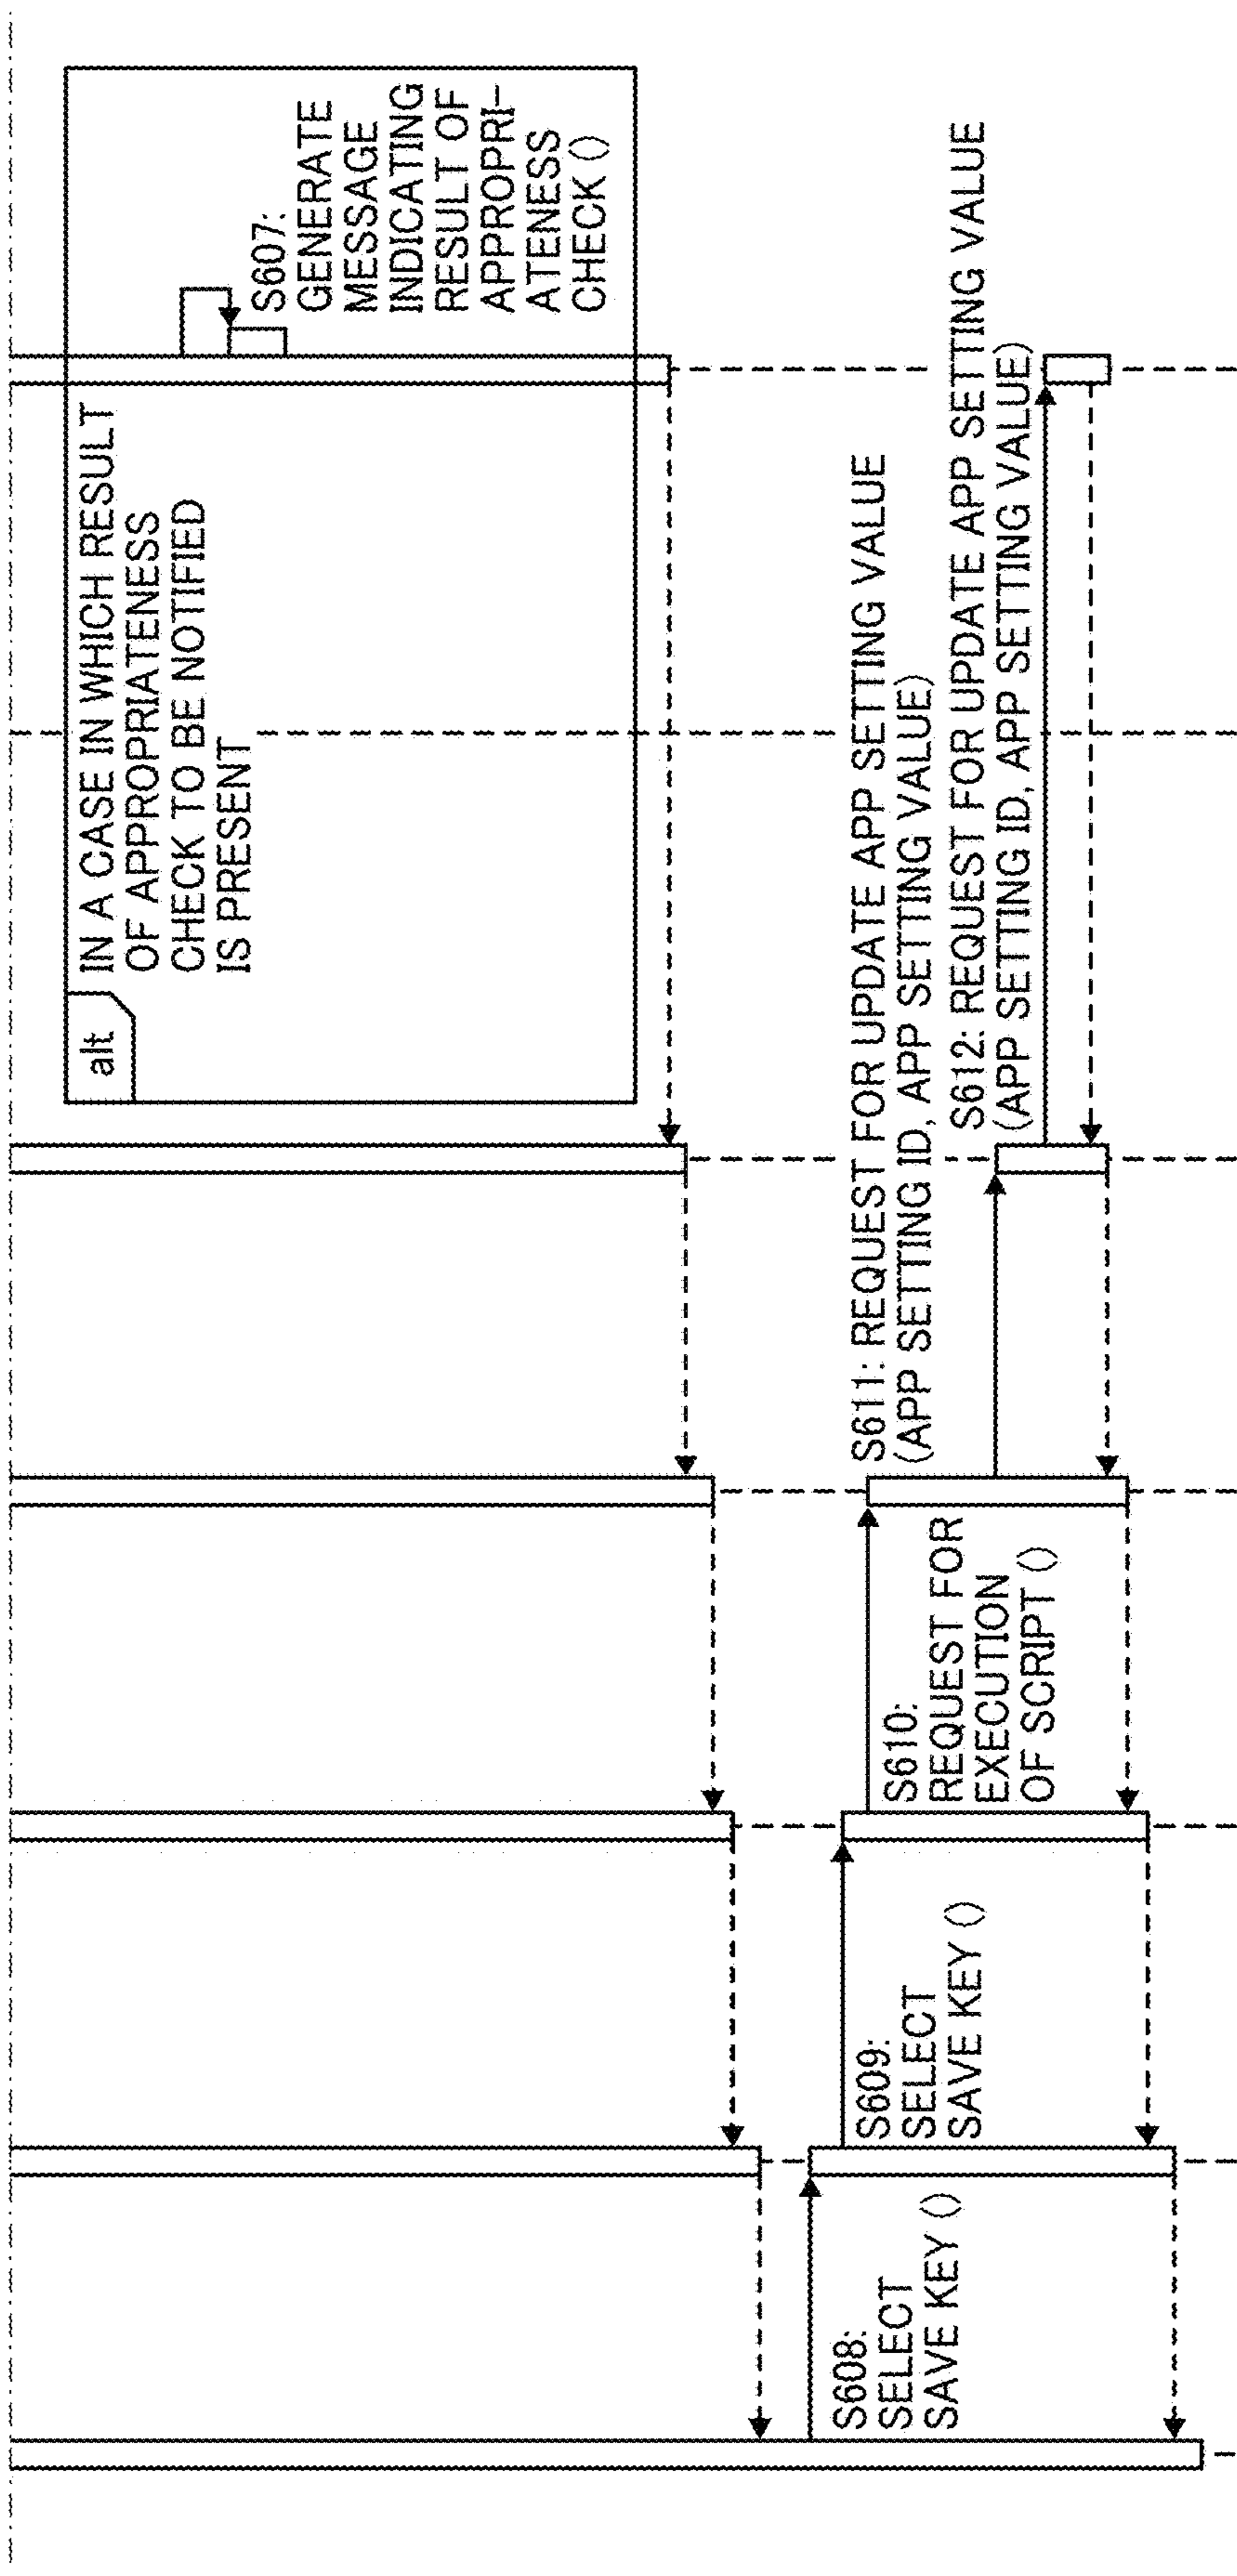 alt
IN A CASE IN WHICH RESULT
OF APPROPRIATENESS
CHECK TO BE NOTIFIED
IS PRESENT
S607:
GENERATE
MESSAGE
INDICATING
RESULT OF
APPROPRI-
ATENESS
CHECK ()
S608:
SELECT
SAVE KEY ()
S609:
SELECT
SAVE KEY ()
S610:
REQUEST FOR
EXECUTION
OF SCRIPT ()
S611: REQUEST FOR UPDATE APP SETTING VALUE
(APP SETTING ID, APP SETTING VALUE)
S612: REQUEST FOR UPDATE APP SETTING VALUE
(APP SETTING ID, APP SETTING VALUE)